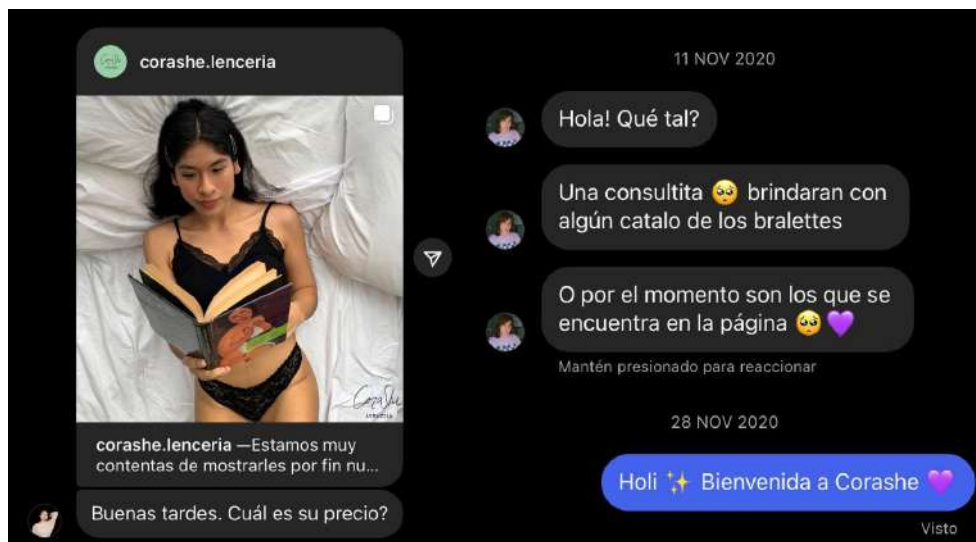 corashe.lenceria
CoraShe
corashe.lenceria —Estamos muy
contentas de mostrarles por fin nu...
Buenas tardes. Cuál es su precio?
11 NOV 2020
Hola! Qué tal?
Una consultita 🥺 brindaran con
algún catalo de los bralettes
O por el momento son los que se
encuentra en la página 🥺💜
Mantén presionado para reaccionar
28 NOV 2020
Holi ✨ Bienvenida a Corashe 💜
Visto